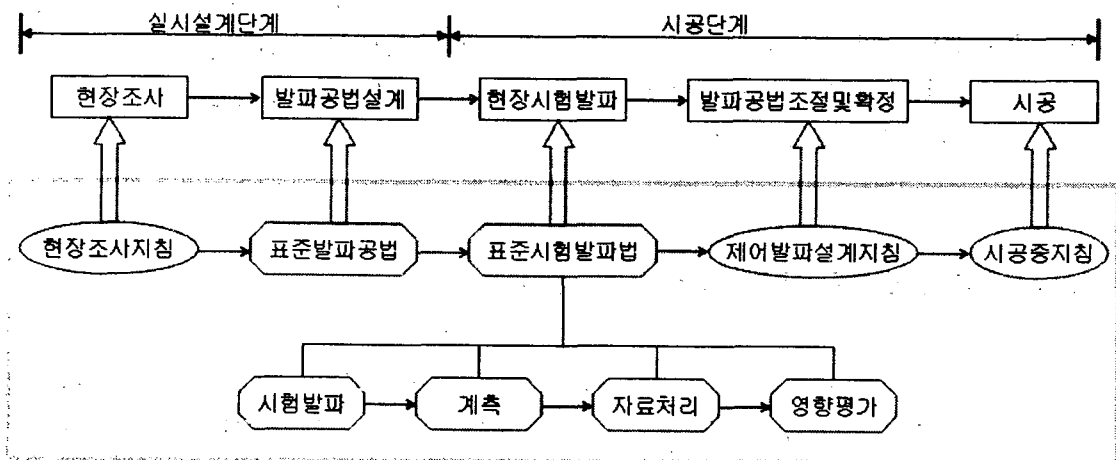 실시설계단계 시공단계
현장조사 발파공법설계 현장시험발파 발파공법조절및확정 시공
현장조사지침 표준발파공법 표준시험발파법 제어발파설계지침 시공중지침
시험발파 계측 자료처리 영향평가